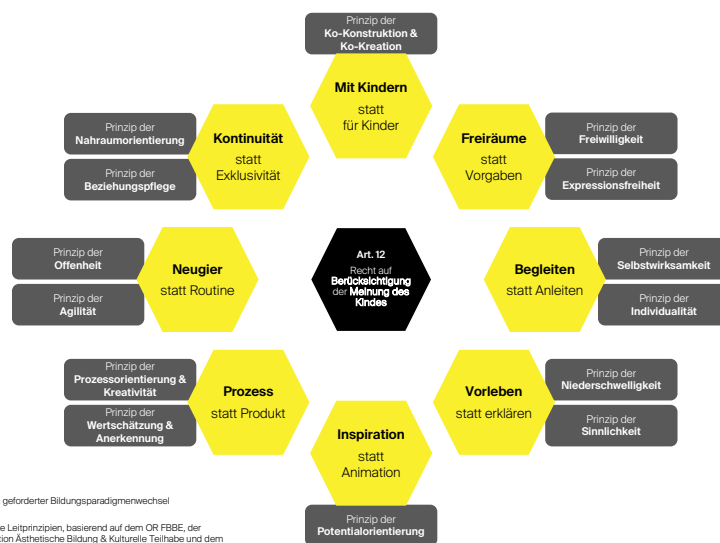 Prinzip der
Ko-Konstruktion &
Ko-Kreation
Mit Kindern
statt
für Kinder
Prinzip der
Nahraumorientierung
Prinzip der
Beziehungspflege
Kontinuität
statt
Exklusivität
Freiräume
statt
Vorgaben
Prinzip der
Freiwilligkeit
Prinzip der
Expressionsfreiheit
Prinzip der
Offenheit
Prinzip der
Agilität
Neugier
statt Routine
Art. 12
Recht auf
Berücksichtigung
der Meinung des
Kindes
Begleiten
statt Anleiten
Prinzip der
Selbstwirksamkeit
Prinzip der
Individualität
Prinzip der
Prozessorientierung &
Kreativität
Prinzip der
Wertschätzung &
Anerkennung
Prozess
statt Produkt
Vorleben
statt erklären
Prinzip der
Niederschwelligkeit
Prinzip der
Sinnlichkeit
Inspiration
statt
Animation
Prinzip der
Potentialorientierung
geforderter Bildungsparadigmenwechsel
e Leitprinzipien, basierend auf dem OR FBBE, der
tion Ästhetische Bildung & Kulturelle Teilhabe und dem